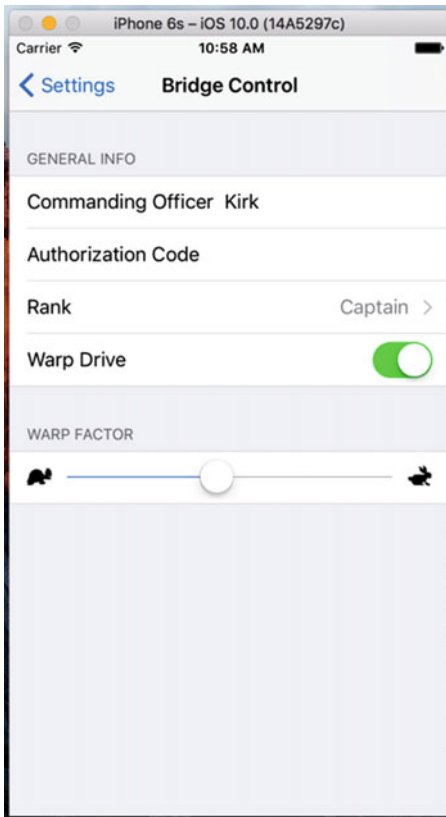 iPhone 6s – iOS 10.0 (14A5297c)
Carrier 10:58 AM
Settings Bridge Control
GENERAL INFO
Commanding Officer Kirk
Authorization Code
Rank Captain
Warp Drive
WARP FACTOR